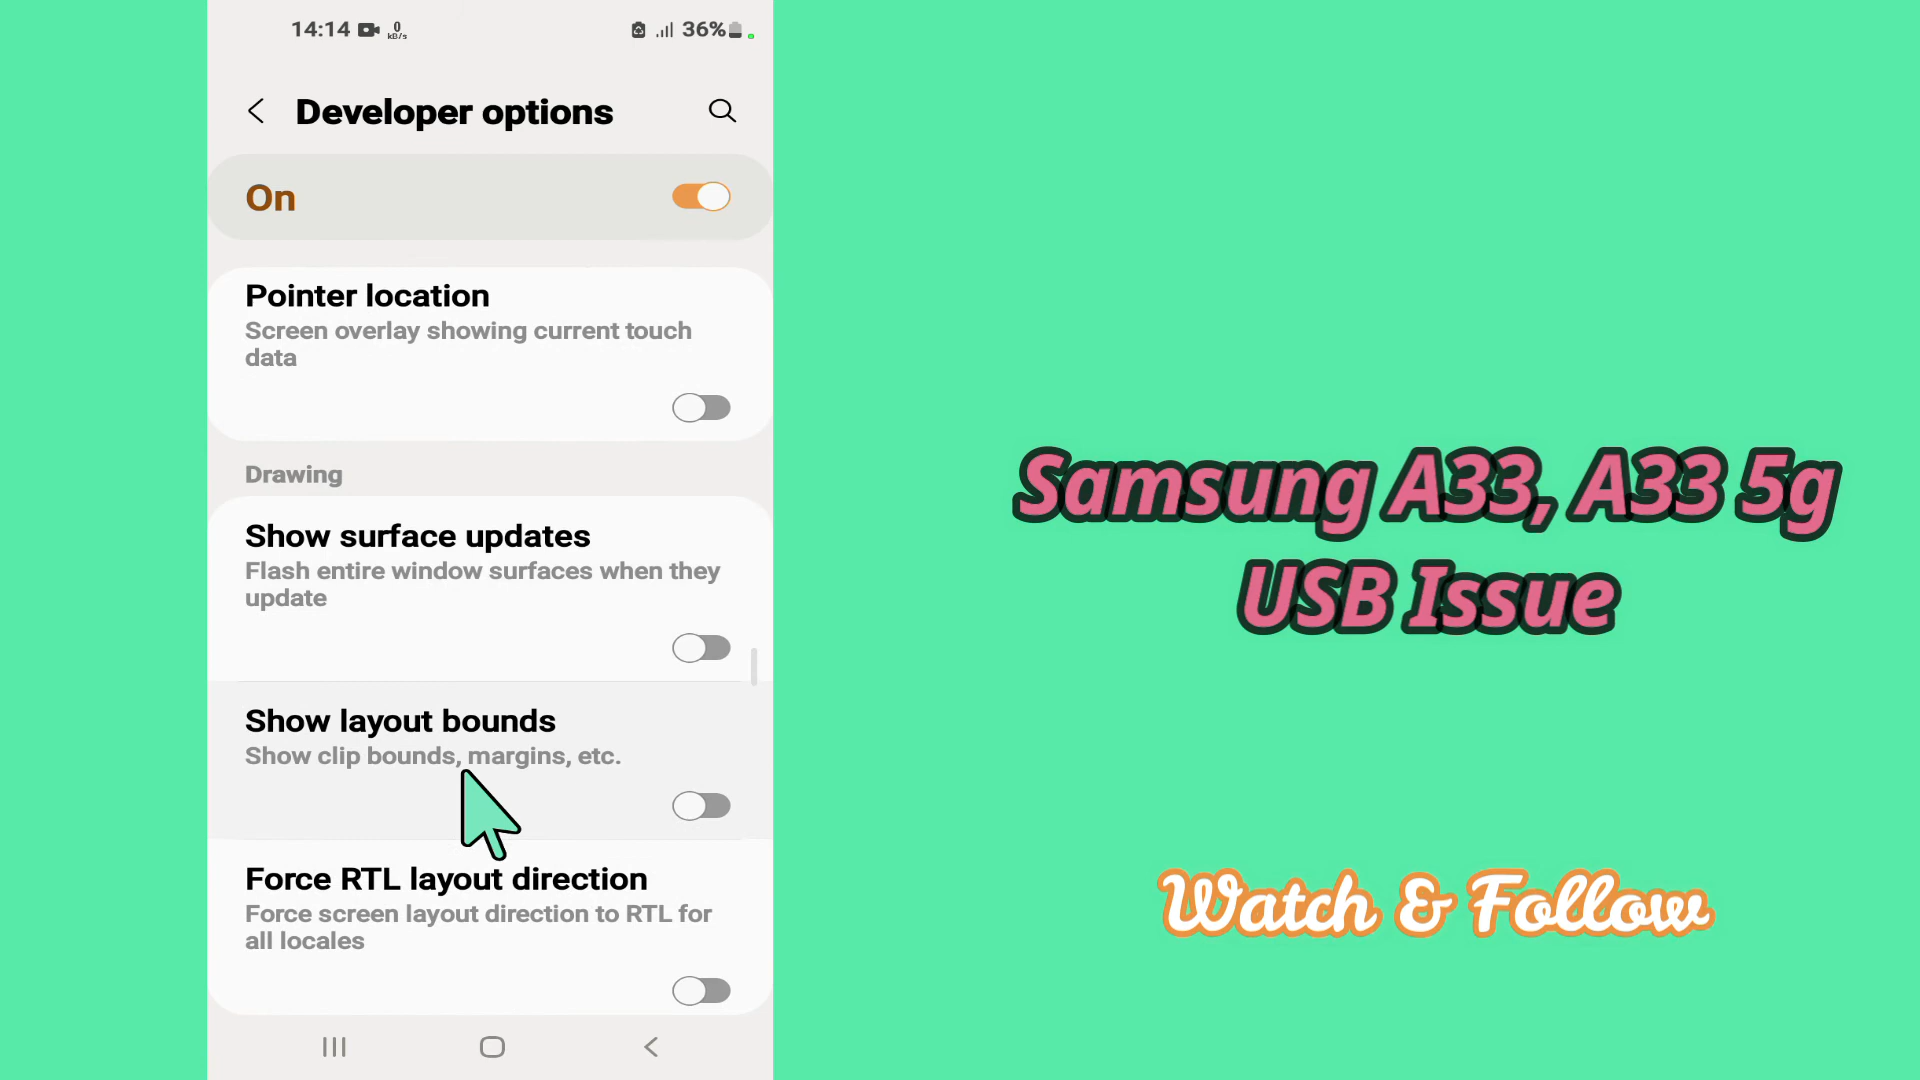 14:14 0 kB/s 36%
Developer options
On
Pointer location
Screen overlay showing current touch
data
Drawing
Show surface updates
Flash entire window surfaces when they
update
Show layout bounds
Show clip bounds, margins, etc.
Force RTL layout direction
Force screen layout direction to RTL for
all locales
Samsung A33, A33 5g
USB Issue
Watch & Follow